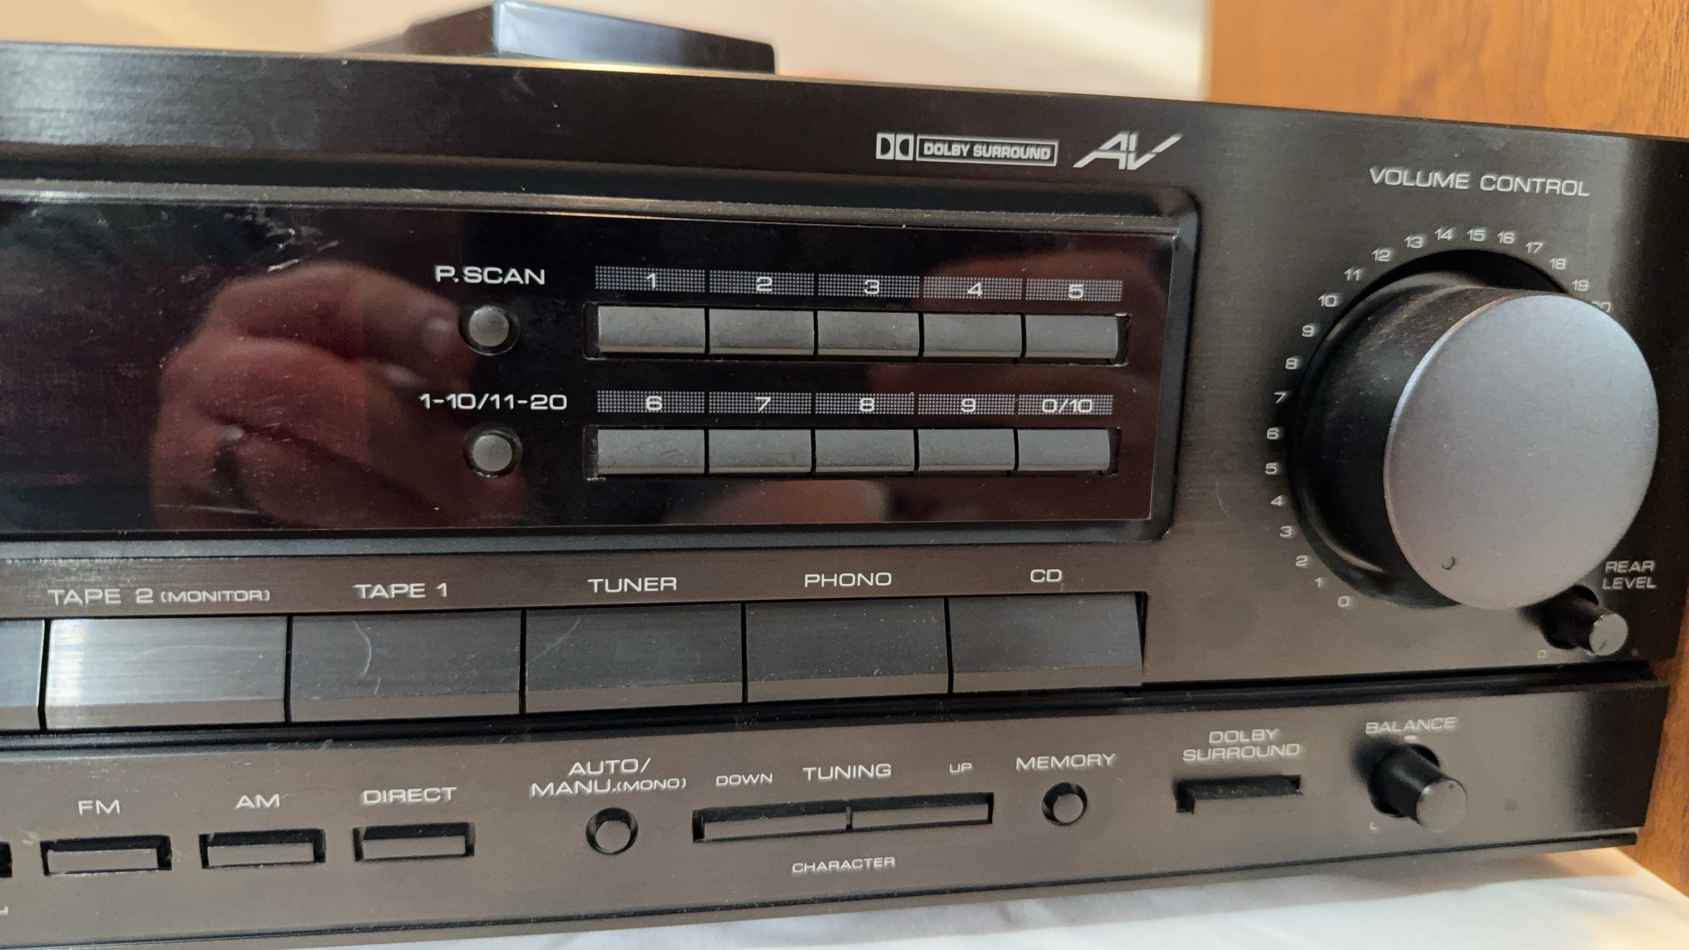 DOLBY SURROUND AV
VOLUME CONTROL
0 1 2 3 4 5 6 7 8 9 10 11 12 13 14 15 16 17 18 19
P.SCAN
1 2 3 4 5
1-10/11-20
6 7 8 9 0/10
REAR
LEVEL
TAPE 2 (MONITOR) TAPE 1 TUNER PHONO CD
FM AM DIRECT
AUTO/
MANU.(MONO)
DOWN TUNING UP
MEMORY
DOLBY
SURROUND
BALANCE
L
CHARACTER